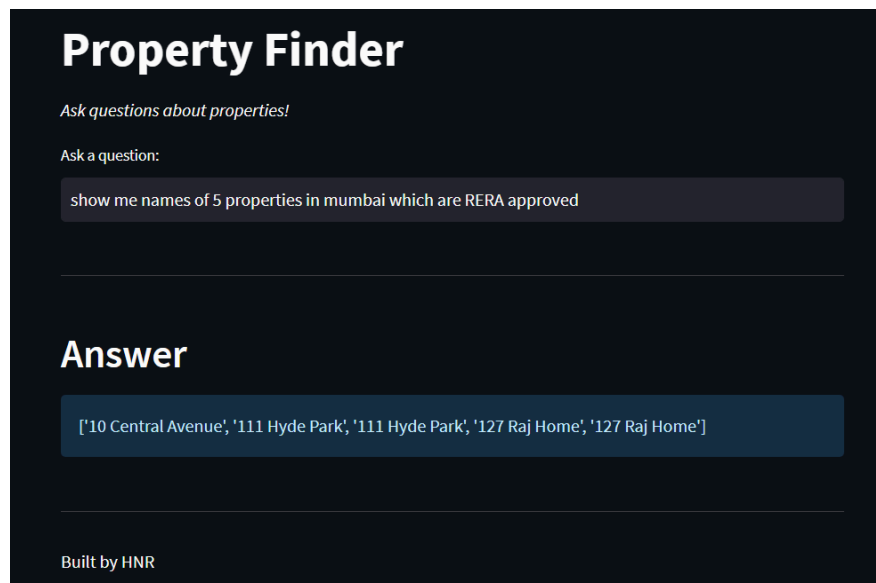 Property Finder
Ask questions about properties!
Ask a question:
show me names of 5 properties in mumbai which are RERA approved
Answer
['10 Central Avenue', '111 Hyde Park', '111 Hyde Park', '127 Raj Home', '127 Raj Home']
Built by HNR